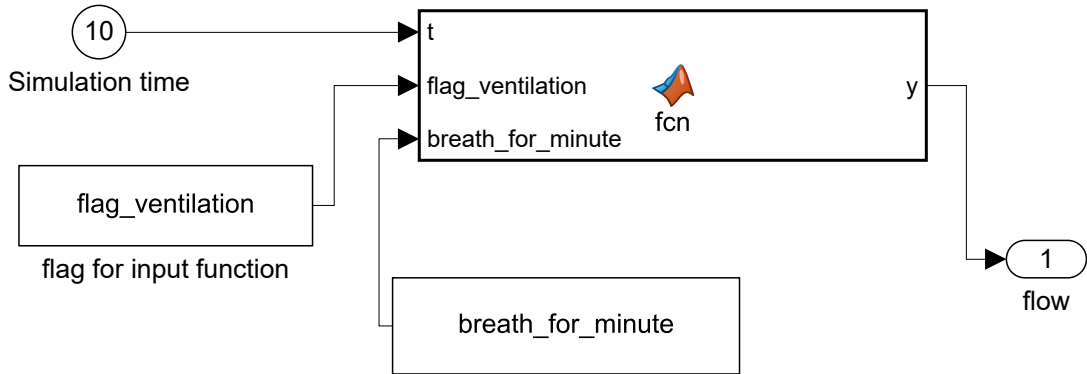 10
Simulation time
t
flag_ventilation
breath_for_minute
fcn
y
flag_ventilation
flag for input function
breath_for_minute
1
flow